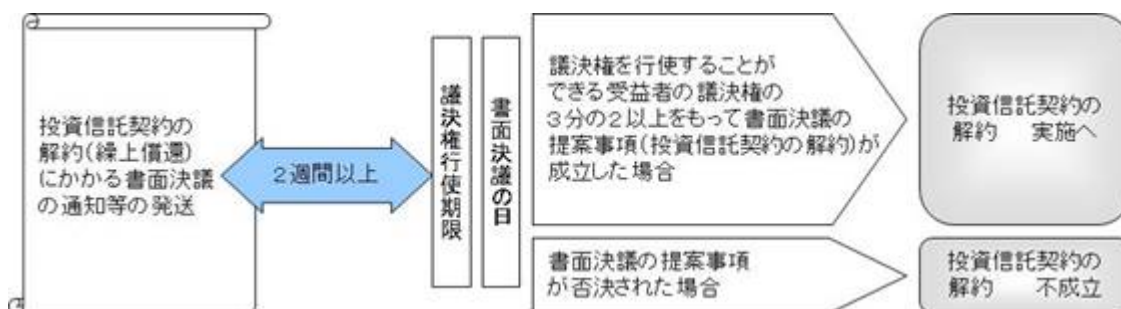 投資信託契約の
解約(繰上償還)
にかかる書面決議
の通知等の発送
2週間以上
議決権行使期限
書面決議の日
議決権を行使することが
できる受益者の議決権の
3分の2以上をもって書面決議の
提案事項(投資信託契約の解約)が
成立した場合
投資信託契約の
解約　実施へ
書面決議の提案事項
が否決された場合
投資信託契約の
解約　不成立